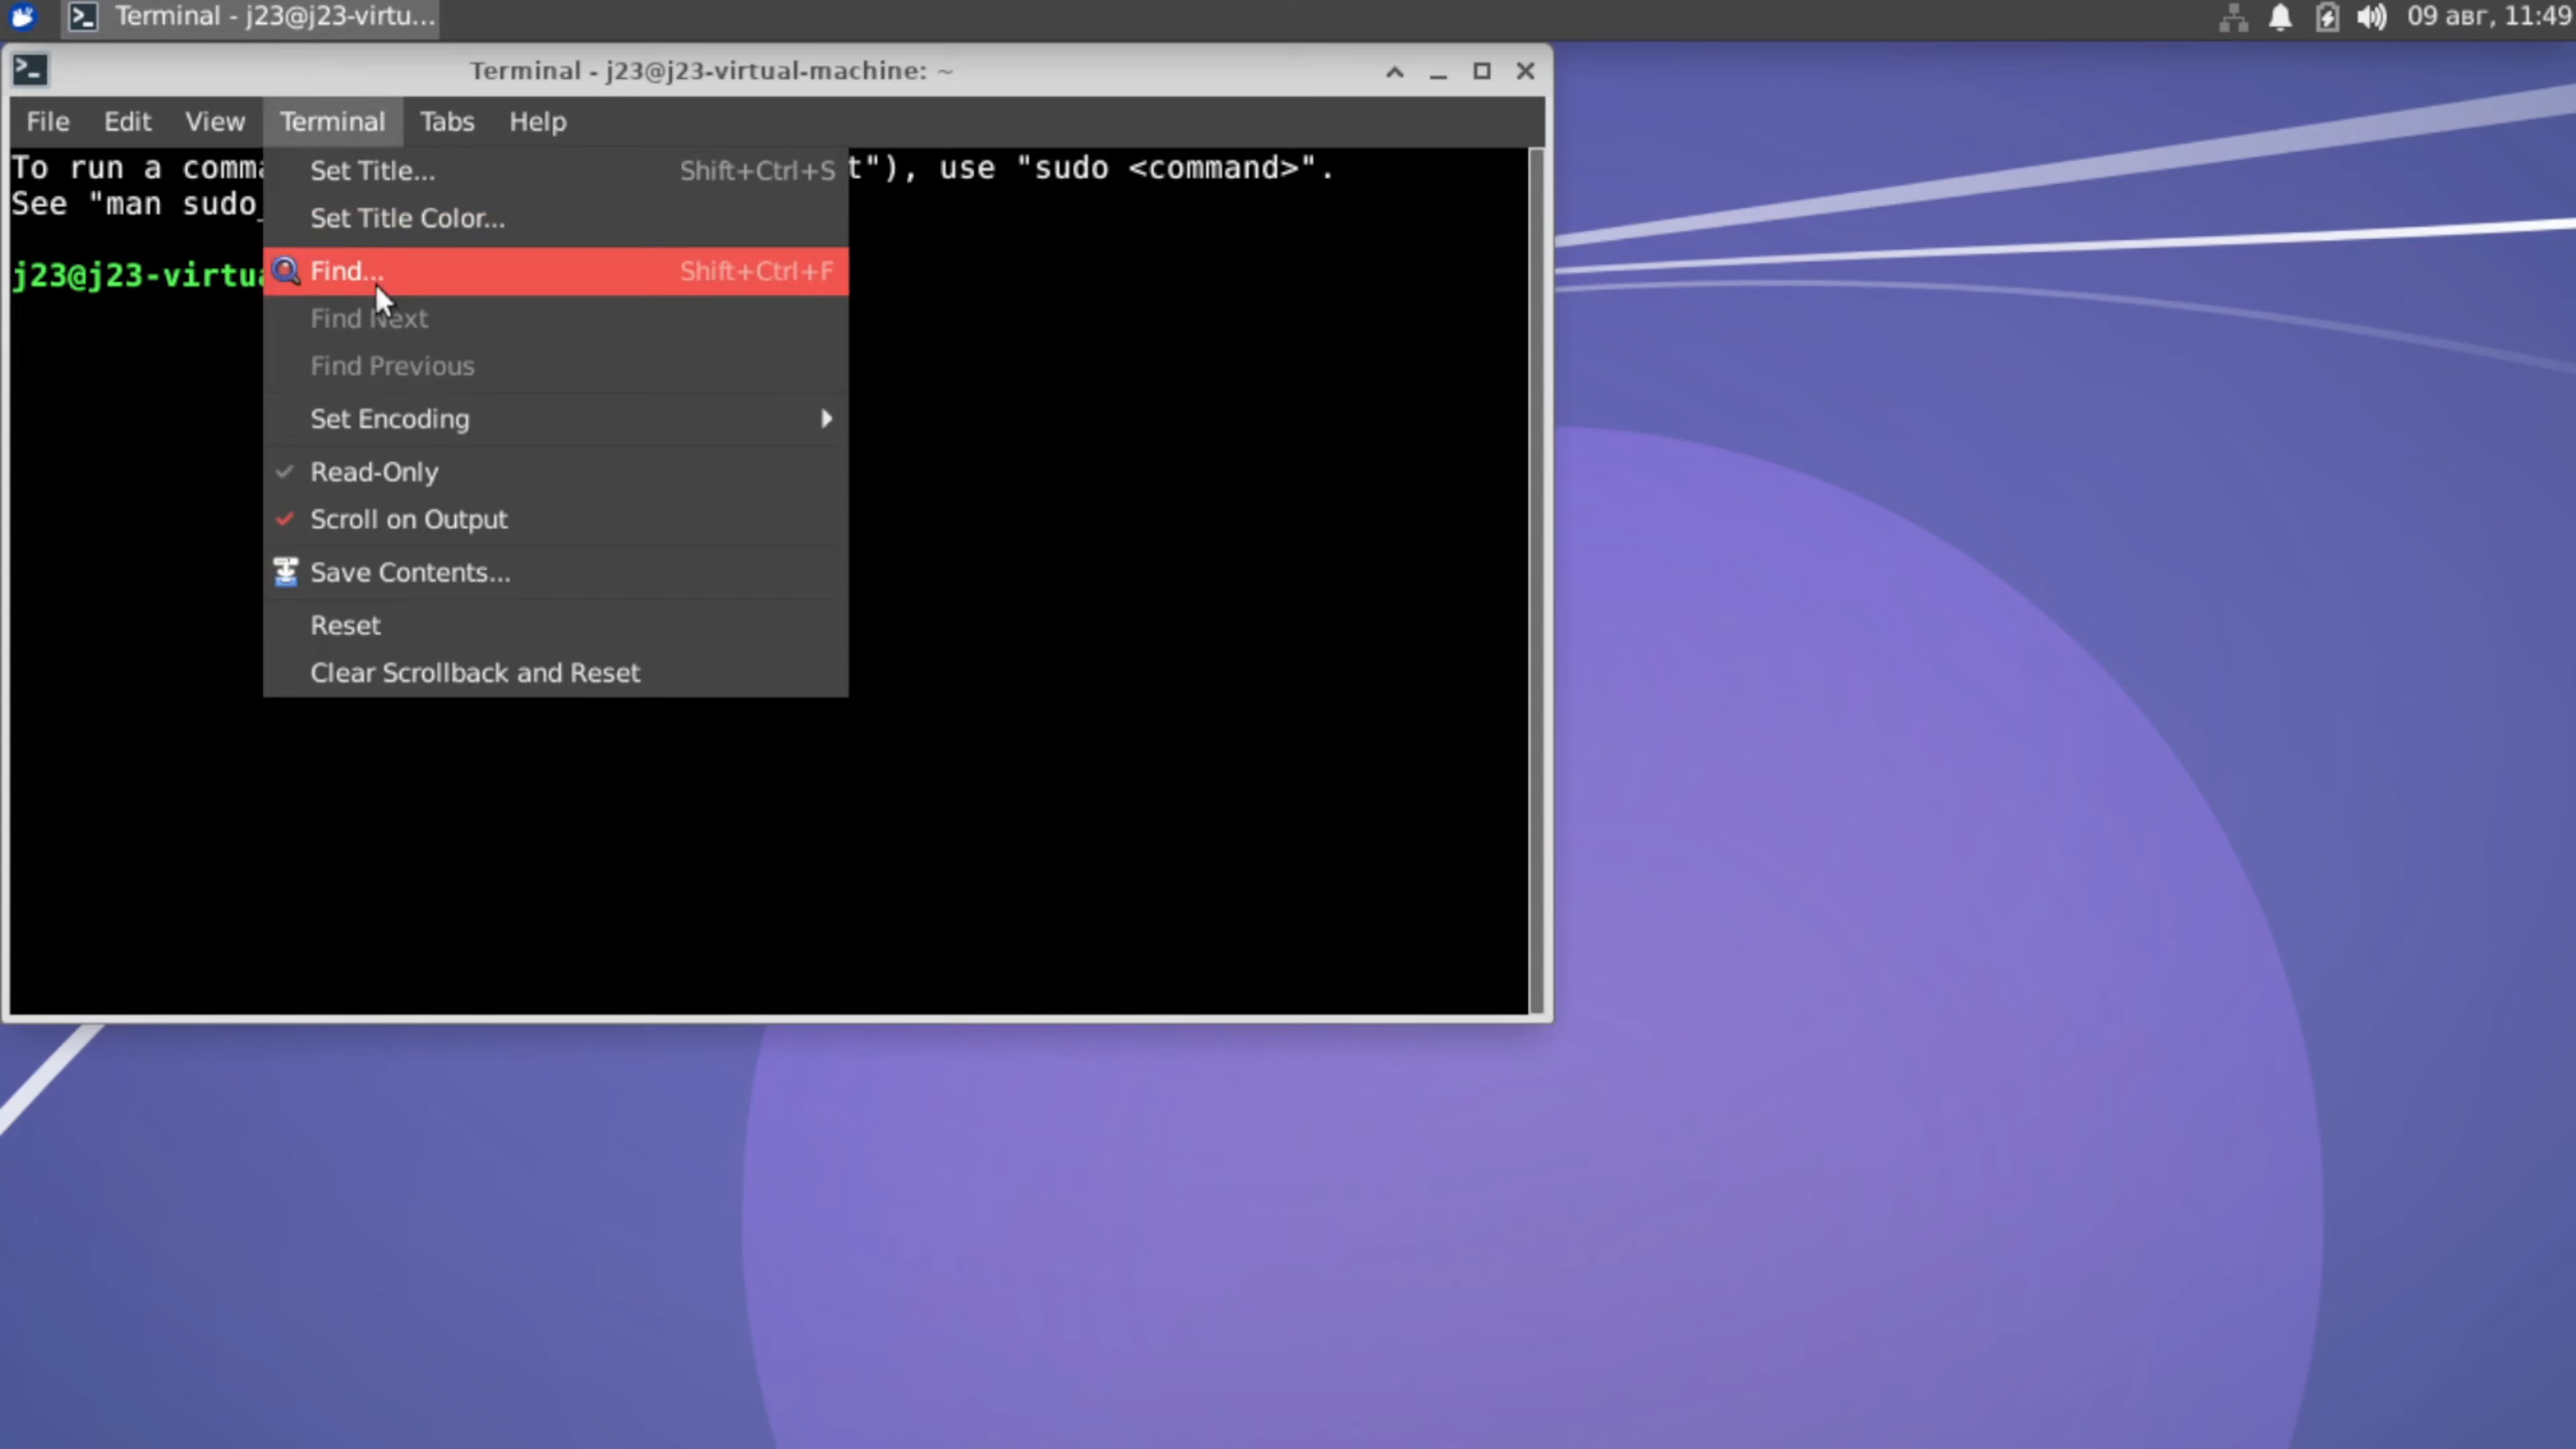 Terminal - j23@j23-virtu...
09 авг, 11:49
Terminal - j23@j23-virtual-machine: ~
File Edit View Terminal Tabs Help
To run a comma t"), use "sudo <command>".
See "man sudo_
j23@j23-virtua
Set Title... Shift+Ctrl+S
Set Title Color...
Find... Shift+Ctrl+F
Find Next
Find Previous
Set Encoding
Read-Only
Scroll on Output
Save Contents...
Reset
Clear Scrollback and Reset